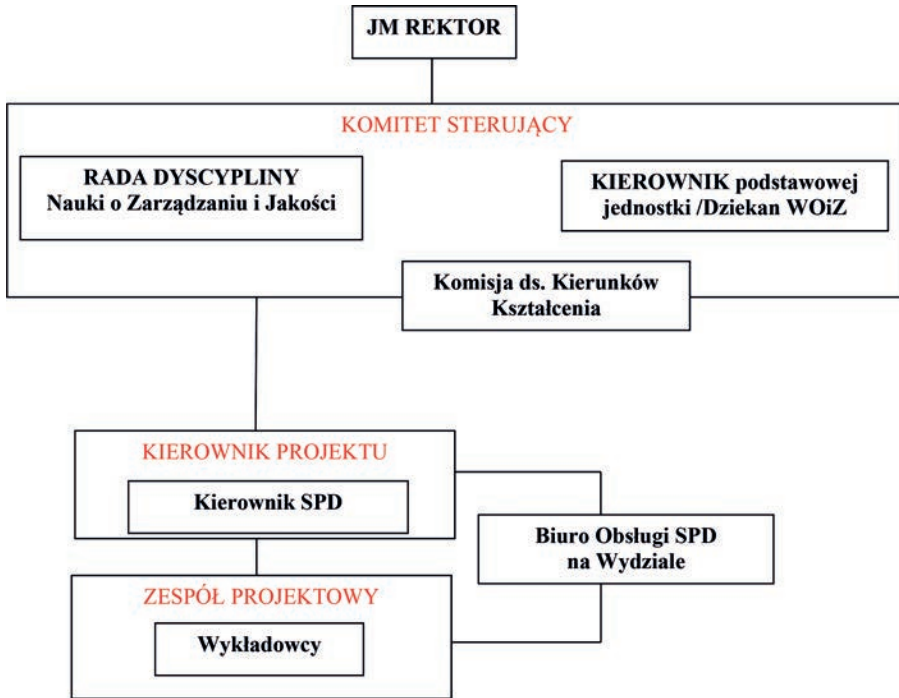 JM REKTOR
KOMITET STERUJĄCY
RADA DYSCYPLINY
Nauki o Zarządzaniu i Jakości
KIEROWNIK podstawowej
jednostki /Dziekan WOiZ
Komisja ds. Kierunków
Kształcenia
KIEROWNIK PROJEKTU
Kierownik SPD
Biuro Obsługi SPD
na Wydziale
ZESPÓŁ PROJEKTOWY
Wykładowcy